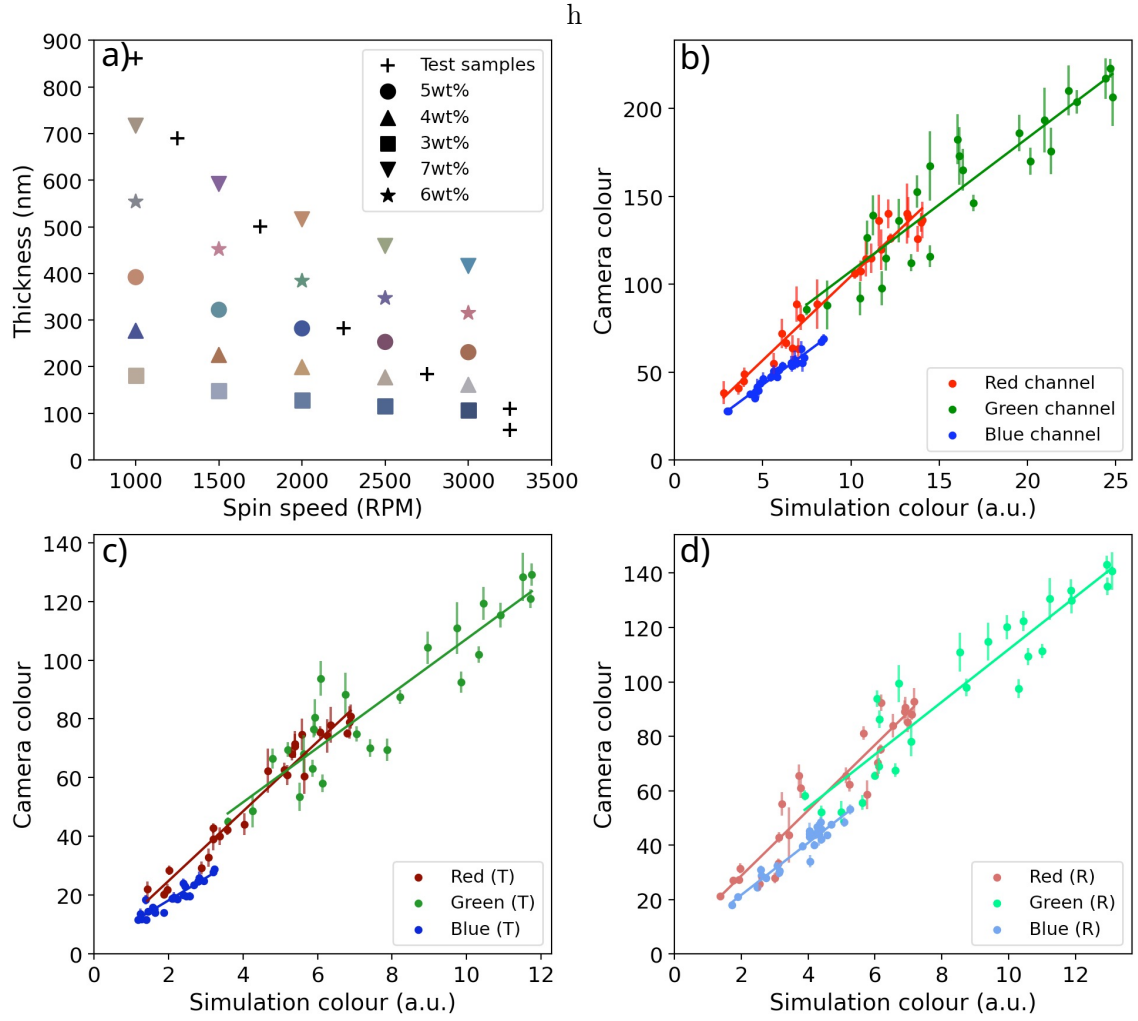 h
a)
900
800
700
600
500
400
300
200
100
0
Thickness (nm)
1000 1500 2000 2500 3000 3500
Spin speed (RPM)
Test samples
5wt%
4wt%
3wt%
7wt%
6wt%
b)
200
150
100
50
0
Camera colour
5 10 15 20 25
Simulation colour (a.u.)
Red channel
Green channel
Blue channel
c)
140
120
100
80
60
40
20
0
Camera colour
0 2 4 6 8 10 12
Simulation colour (a.u.)
Red (T)
Green (T)
Blue (T)
d)
140
120
100
80
60
40
20
0
Camera colour
0 2 4 6 8 10 12
Simulation colour (a.u.)
Red (R)
Green (R)
Blue (R)